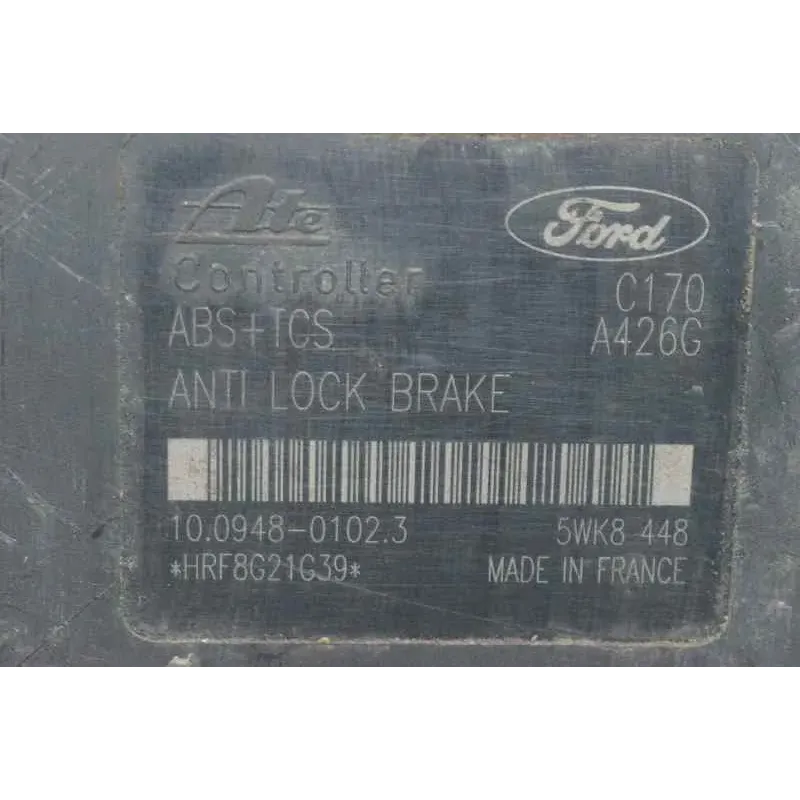 Ate
Ford
Controller
C170
ABS+TCS
A426G
ANTI LOCK BRAKE
10.0948-0102.3
5WK8 448
*HRF8G21G39*
MADE IN FRANCE